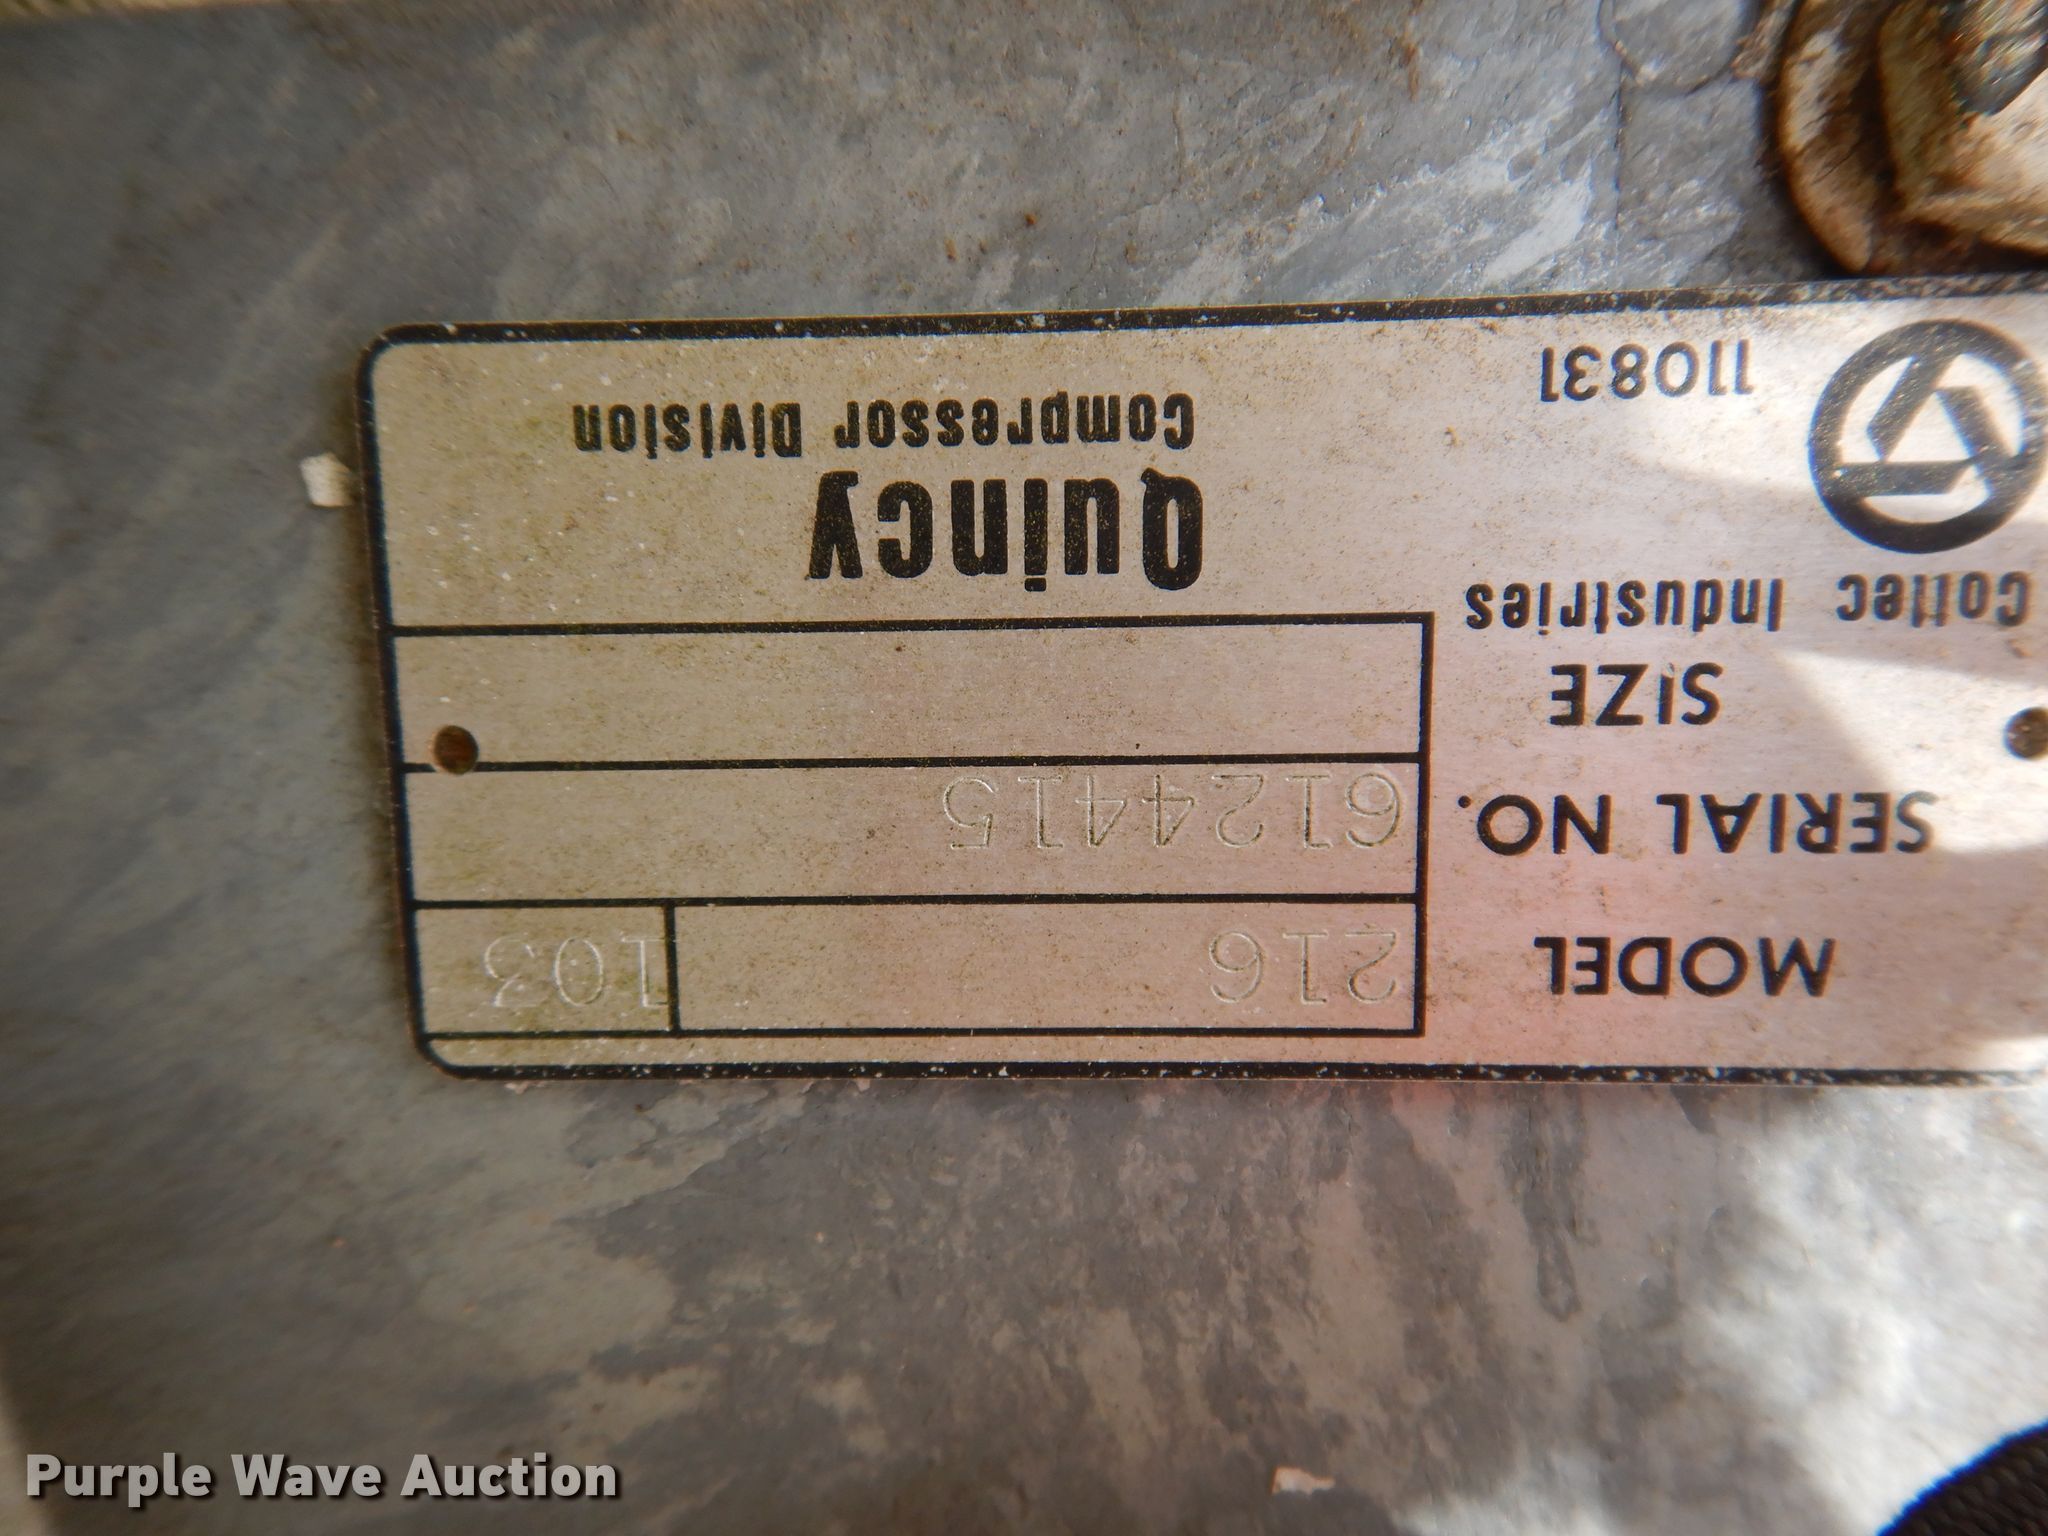 MODEL 216 103
SERIAL NO. 6124415
SIZE
Coltec Industries
Quincy
Compressor Division
110831
Purple Wave Auction